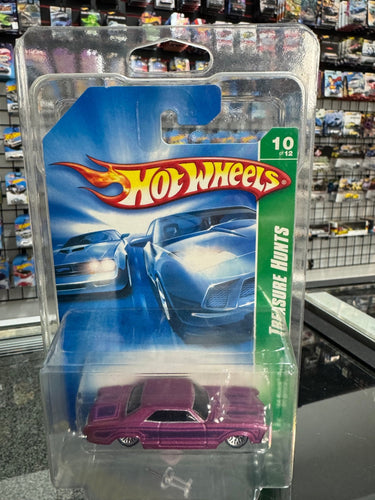 10
of 12
HOT WHEELS
TREASURE HUNTS